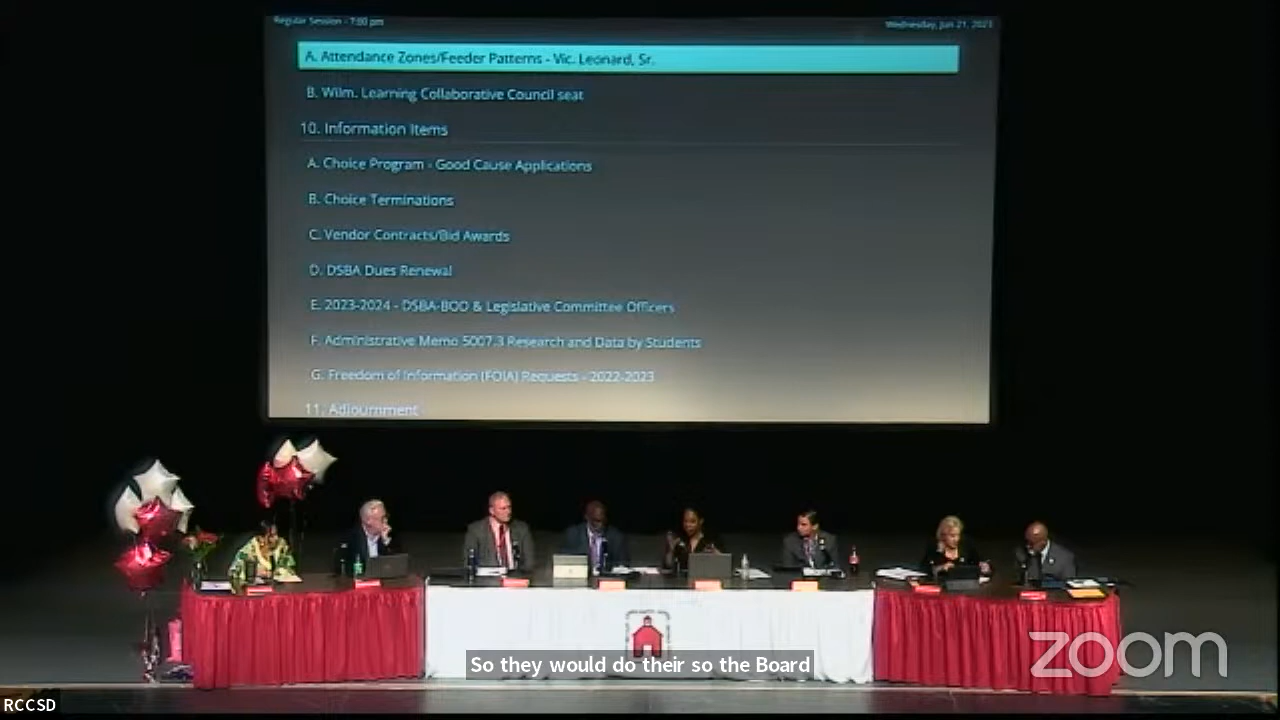 Regular Session - 7:00 pm
Wednesday, Jun 21, 2023
A. Attendance Zones/Feeder Patterns - Vic. Leonard, Sr.
B. Wilm. Learning Collaborative Council seat
10. Information Items
A. Choice Program - Good Cause Applications
B. Choice Terminations
C. Vendor Contracts/Bid Awards
D. DSBA Dues Renewal
E. 2023-2024 - DSBA-BOD & Legislative Committee Officers
F. Administrative Memo 5007.3 Research and Data by Students
G. Freedom of Information (FOIA) Requests - 2022-2023
11. Adjournment
So they would do their so the Board
zoom
RCCSD